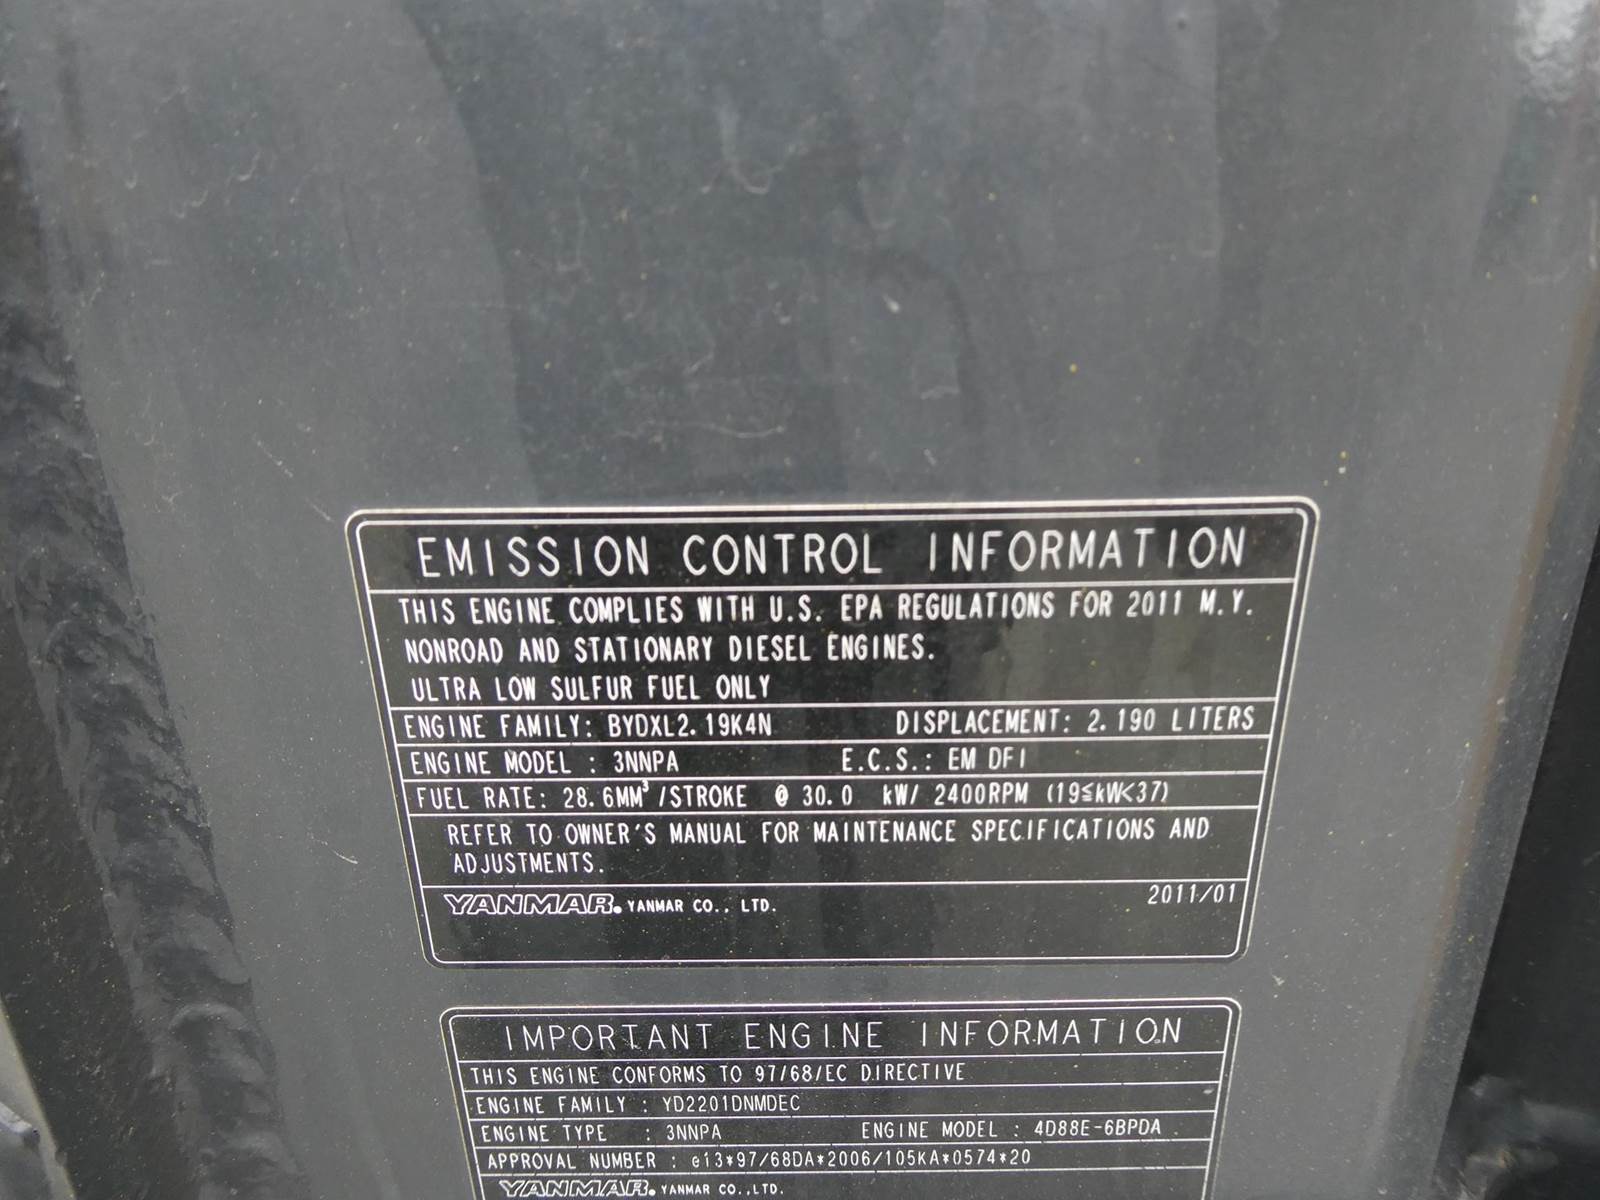 EMISSION CONTROL INFORMATION
THIS ENGINE COMPLIES WITH U.S. EPA REGULATIONS FOR 2011 M.Y.
NONROAD AND STATIONARY DIESEL ENGINES.
ULTRA LOW SULFUR FUEL ONLY
ENGINE FAMILY: BYDXL2.19K4N DISPLACEMENT: 2.190 LITERS
ENGINE MODEL : 3NNPA E.C.S.: EM DFI
FUEL RATE: 28.6MM³/STROKE @ 30.0 kW/ 2400RPM (19≤kW<37)
REFER TO OWNER'S MANUAL FOR MAINTENANCE SPECIFICATIONS AND
ADJUSTMENTS.
YANMAR. YANMAR CO., LTD. 2011/01
IMPORTANT ENGINE INFORMATION
THIS ENGINE CONFORMS TO 97/68/EC DIRECTIVE
ENGINE FAMILY : YD2201DNMDEC
ENGINE TYPE : 3NNPA ENGINE MODEL : 4D88E-6BPDA
APPROVAL NUMBER : e13*97/68DA*2006/105KA*0574*20
YANMAR. YANMAR CO.,LTD.